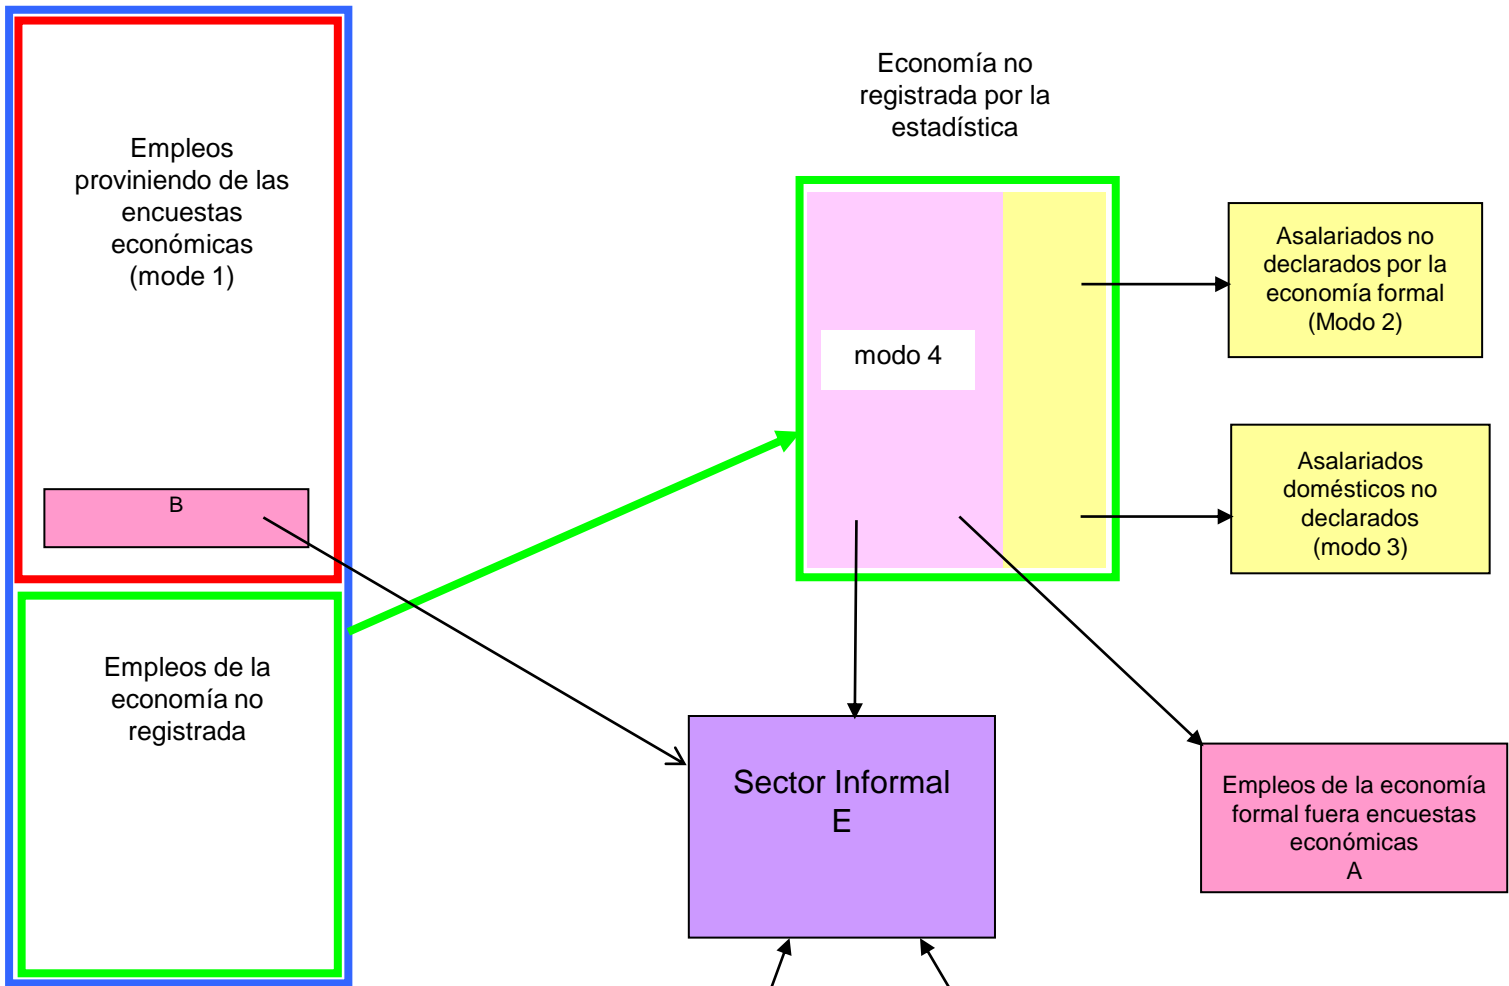 Empleos
proviniendo de las
encuestas
económicas
(mode 1)
B
Empleos de la
economía no
registrada
Economía no
registrada por la
estadística
modo 4
Asalariados no
declarados por la
economía formal
(Modo 2)
Asalariados
domésticos no
declarados
(modo 3)
Sector Informal
E
Empleos de la economía
formal fuera encuestas
económicas
A